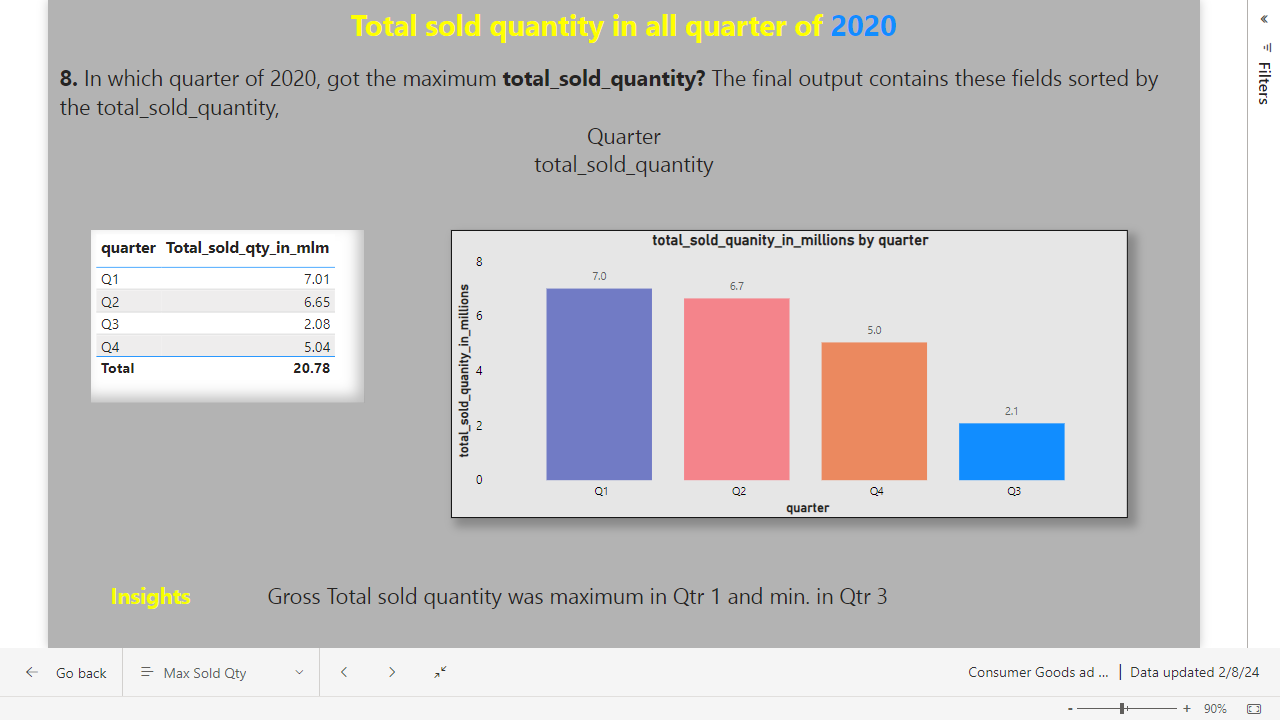 Total sold quantity in all quarter of 2020
8. In which quarter of 2020, got the maximum total_sold_quantity? The final output contains these fields sorted by
the total_sold_quantity,
Quarter
total_sold_quantity
quarter Total_sold_qty_in_mlm
Q1 7.01
Q2 6.65
Q3 2.08
Q4 5.04
Total 20.78
total_sold_quanity_in_millions by quarter
total_sold_quanity_in_millions
8
6
4
2
0
7.0
6.7
5.0
2.1
Q1 Q2 Q4 Q3
quarter
Insights Gross Total sold quantity was maximum in Qtr 1 and min. in Qtr 3
Filters
Go back Max Sold Qty Consumer Goods ad ... | Data updated 2/8/24
- + 90%